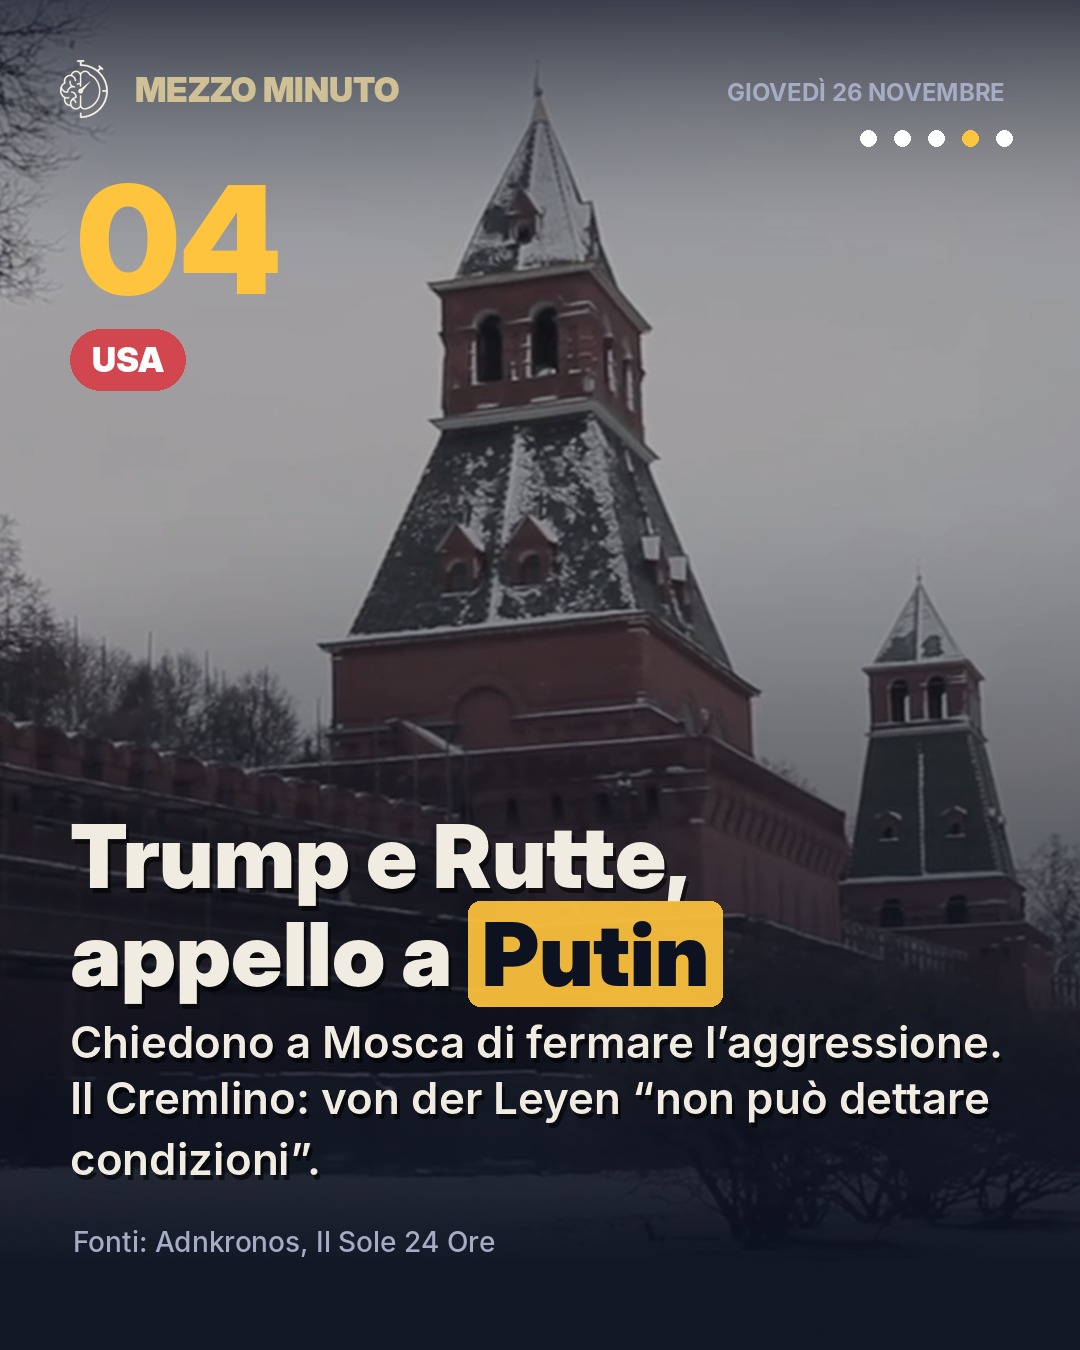 MEZZO MINUTO
GIOVEDÌ 26 NOVEMBRE
04
USA
Trump e Rutte,
appello a Putin
Chiedono a Mosca di fermare l’aggressione.
Il Cremlino: von der Leyen “non può dettare
condizioni”.
Fonti: Adnkronos, Il Sole 24 Ore